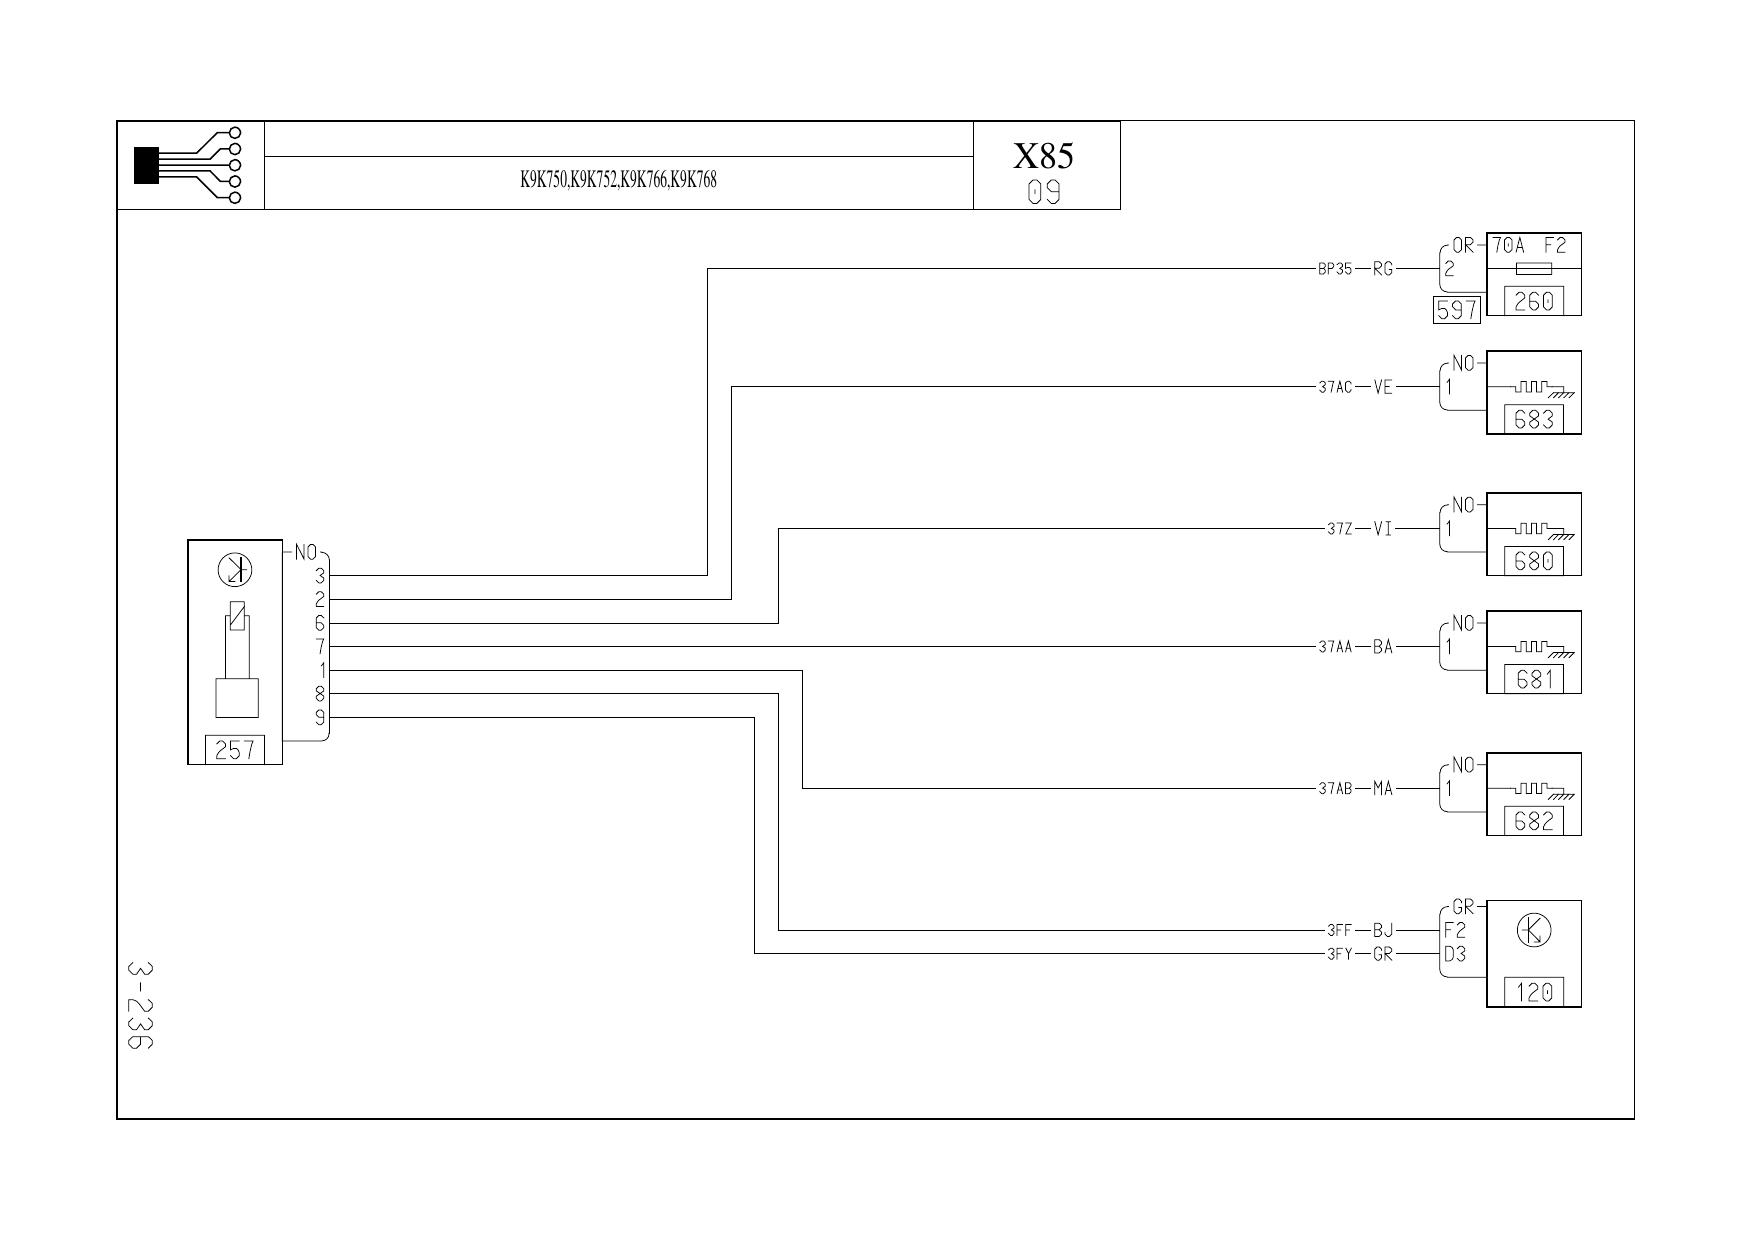 K9K750,K9K752,K9K766,K9K768
X85
09
OR 70A F2
BP35 RG 2
597 260
NO
37AC VE 1
683
NO
37Z VI 1
680
NO
3
2
6
7
1
8
9
257
NO
37AA BA 1
681
NO
37AB MA 1
682
GR
3FF BJ F2
3FY GR D3
120
3-236